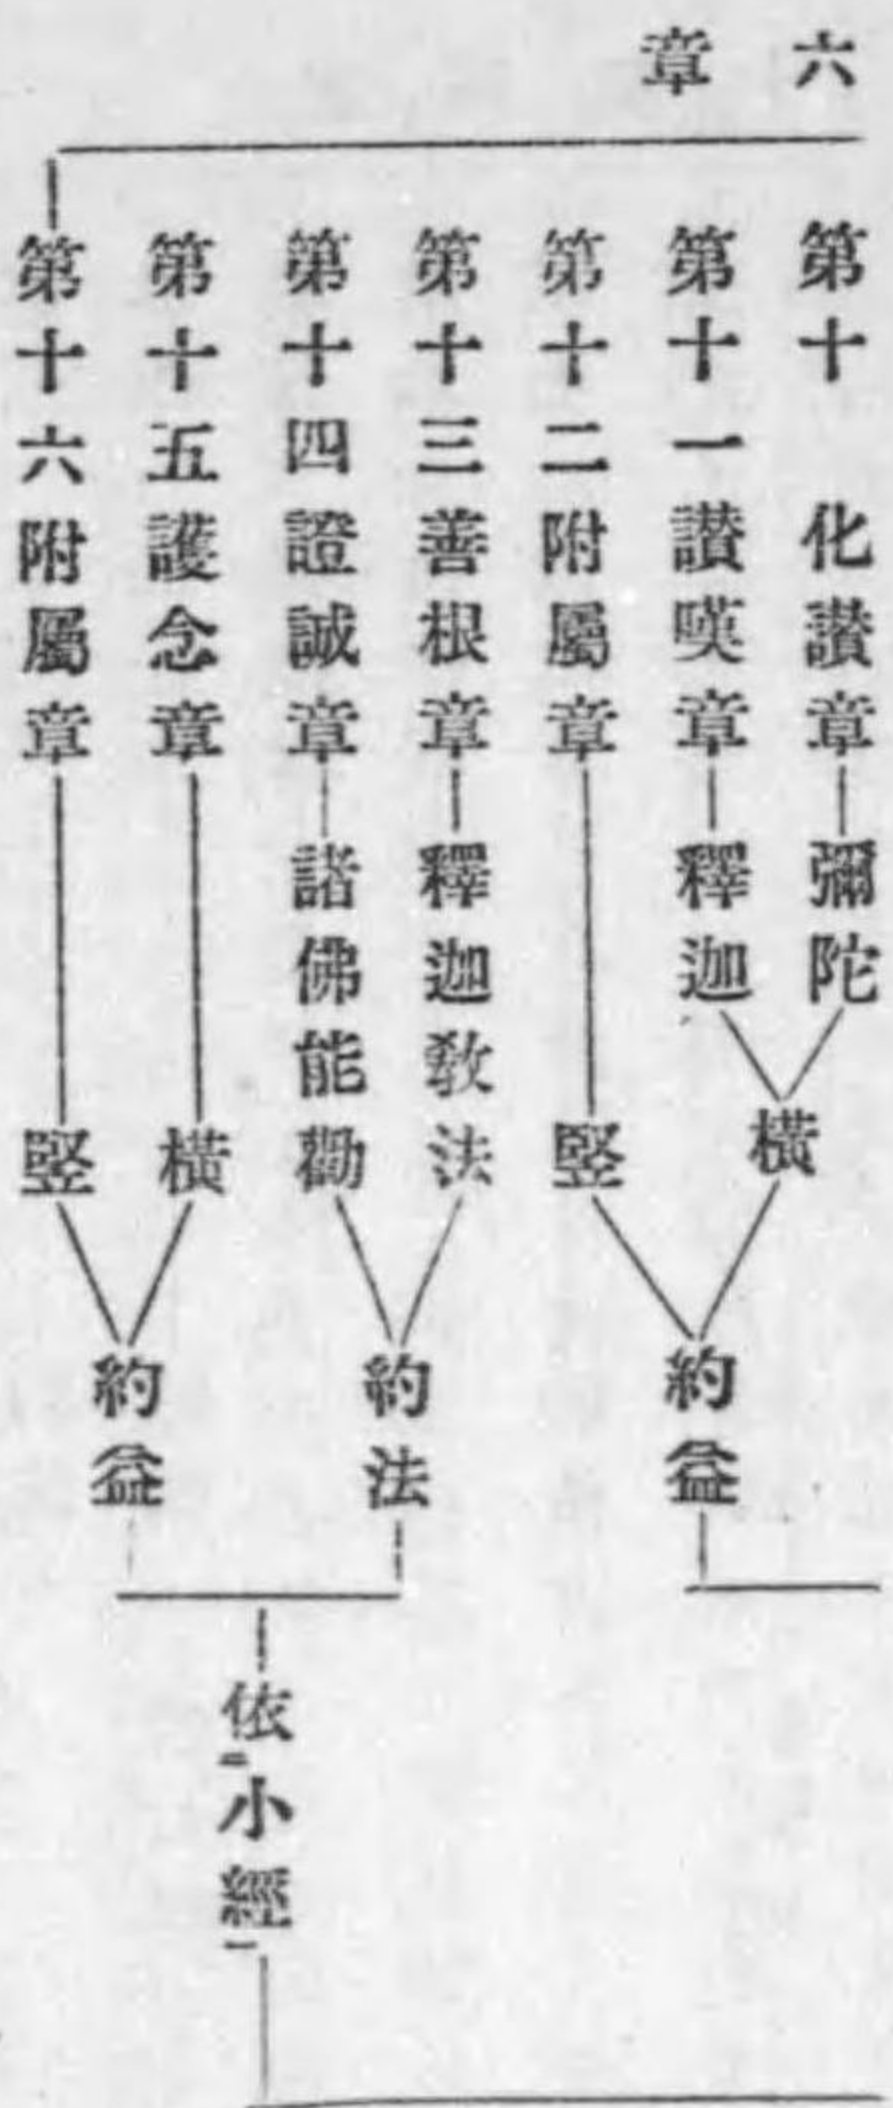 六章
第十　化讃章
彌陀
第十一讃嘆章
釋迦
橫
第十二附屬章
竪
約益
第十三善根章
釋迦敎法
第十四證誠章
諸佛能勸
約法
第十五護念章
橫
第十六附屬章
竪
約益
依二小經一